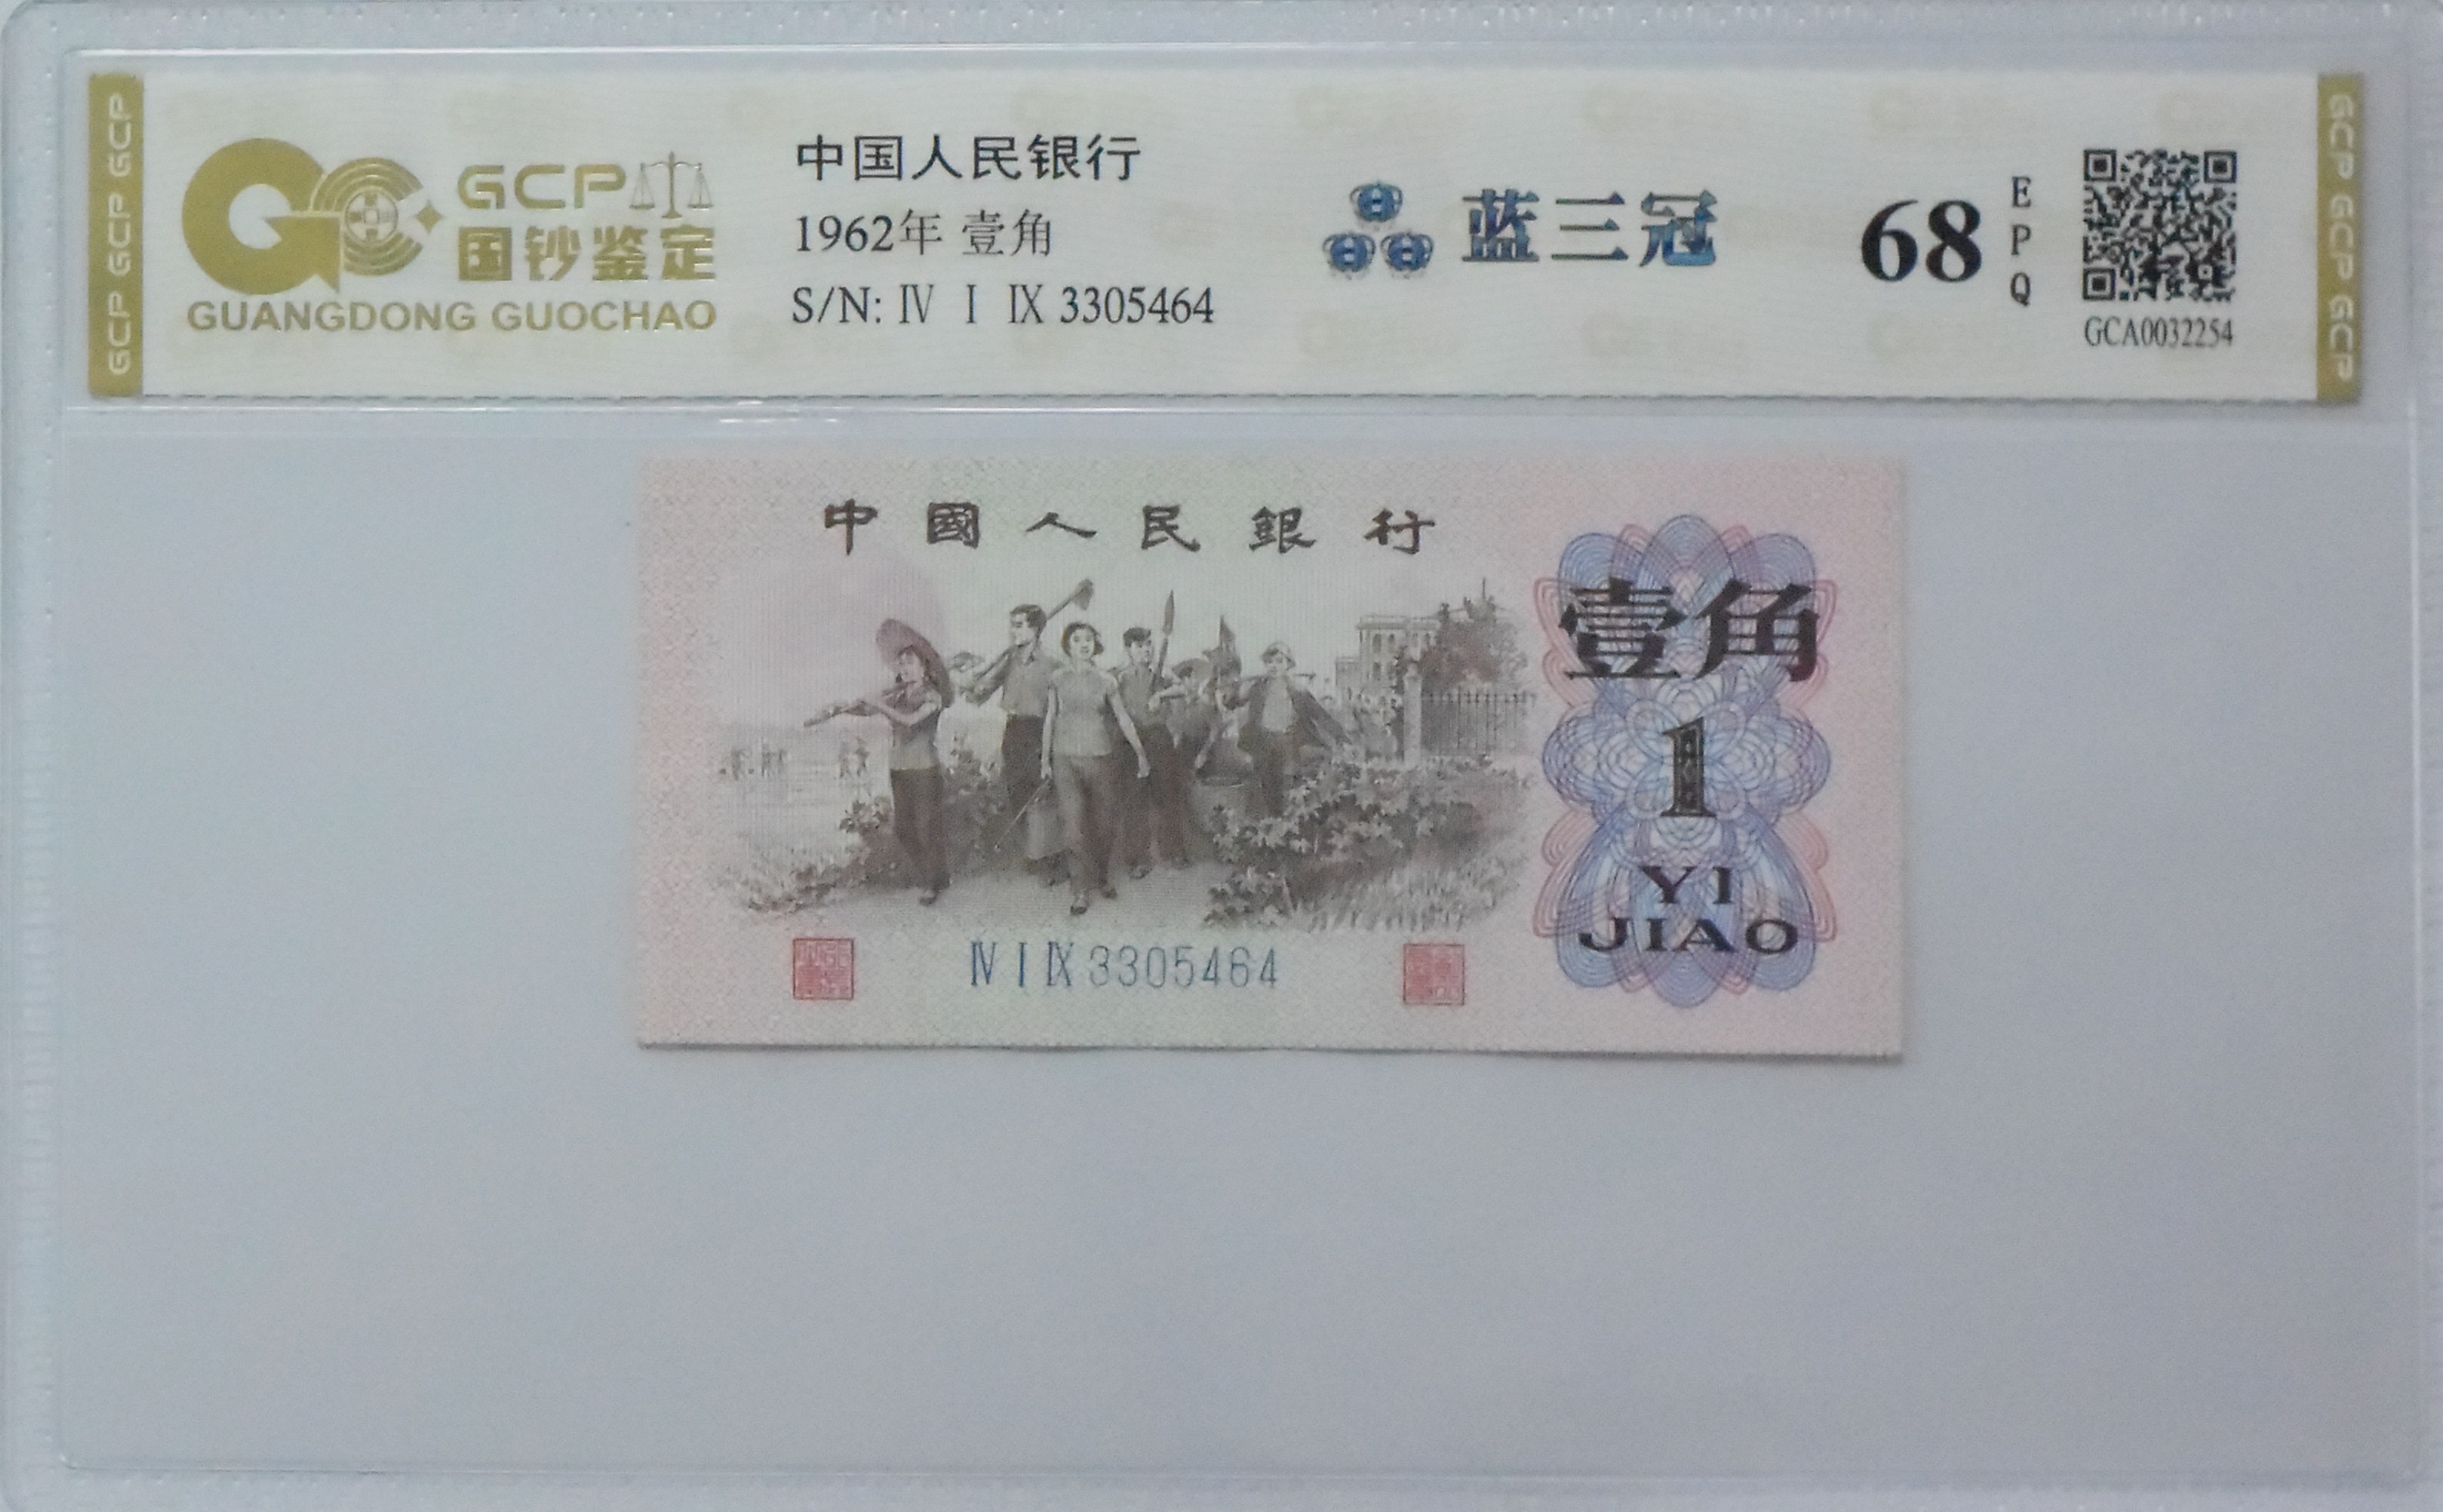 GCP GCP GCP
GCP
国钞鉴定
GUANGDONG GUOCHAO
中国人民银行
1962年 壹角
S/N: Ⅳ Ⅰ Ⅸ 3305464
蓝三冠
68
E
P
Q
GCA0032254
GCP GCP GCP
中國人民銀行
壹角
1
YI
JIAO
Ⅳ Ⅰ Ⅸ 3305464